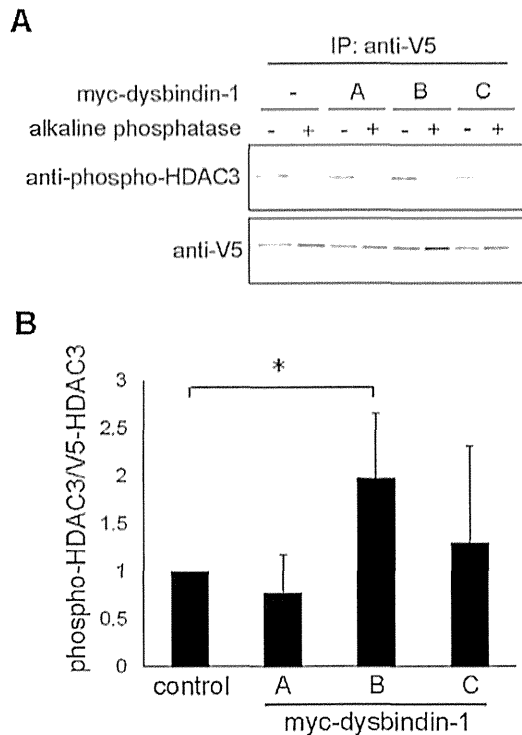 A
IP: anti-V5
myc-dysbindin-1 - A B C
alkaline phosphatase - + - + - + - +
anti-phospho-HDAC3
anti-V5
B
phospho-HDAC3/V5-HDAC3
*
3
2,5
2
1.5
1
0.5
0
control A B C
myc-dysbindin-1